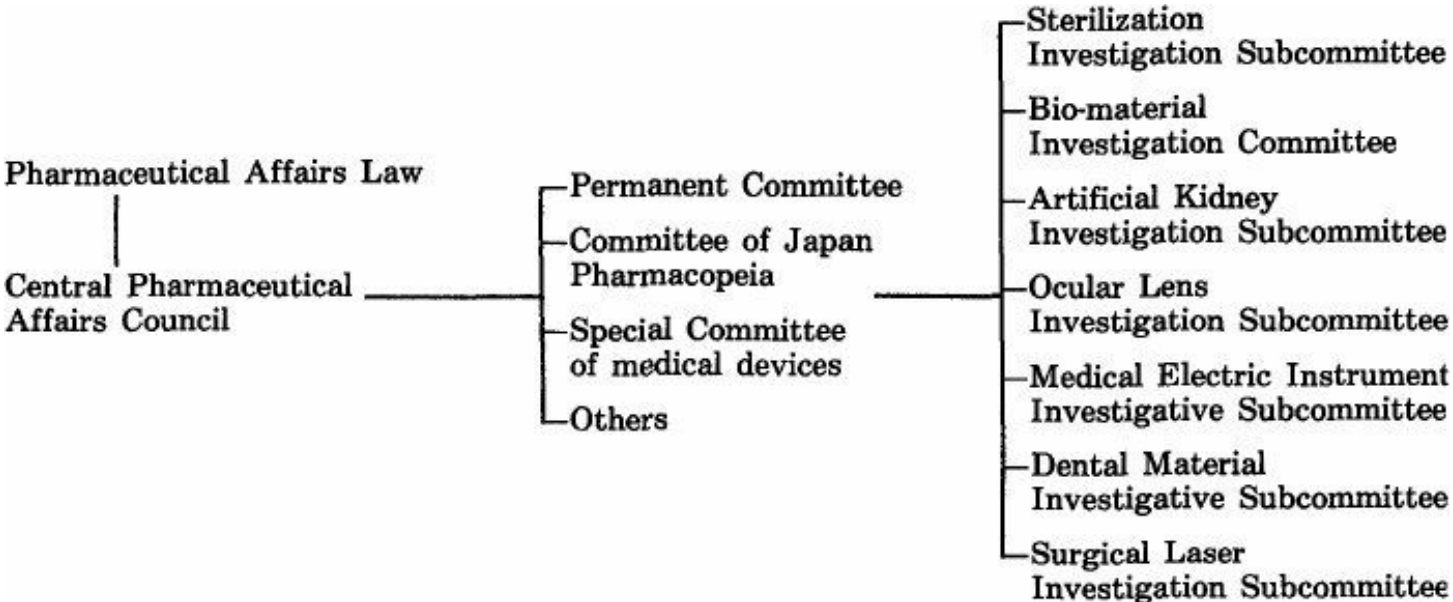 Pharmaceutical Affairs Law
Central Pharmaceutical
Affairs Council
Permanent Committee
Committee of Japan
Pharmacopeia
Special Committee
of medical devices
Others
Sterilization
Investigation Subcommittee
Bio-material
Investigation Committee
Artificial Kidney
Investigation Subcommittee
Ocular Lens
Investigation Subcommittee
Medical Electric Instrument
Investigative Subcommittee
Dental Material
Investigative Subcommittee
Surgical Laser
Investigation Subcommittee